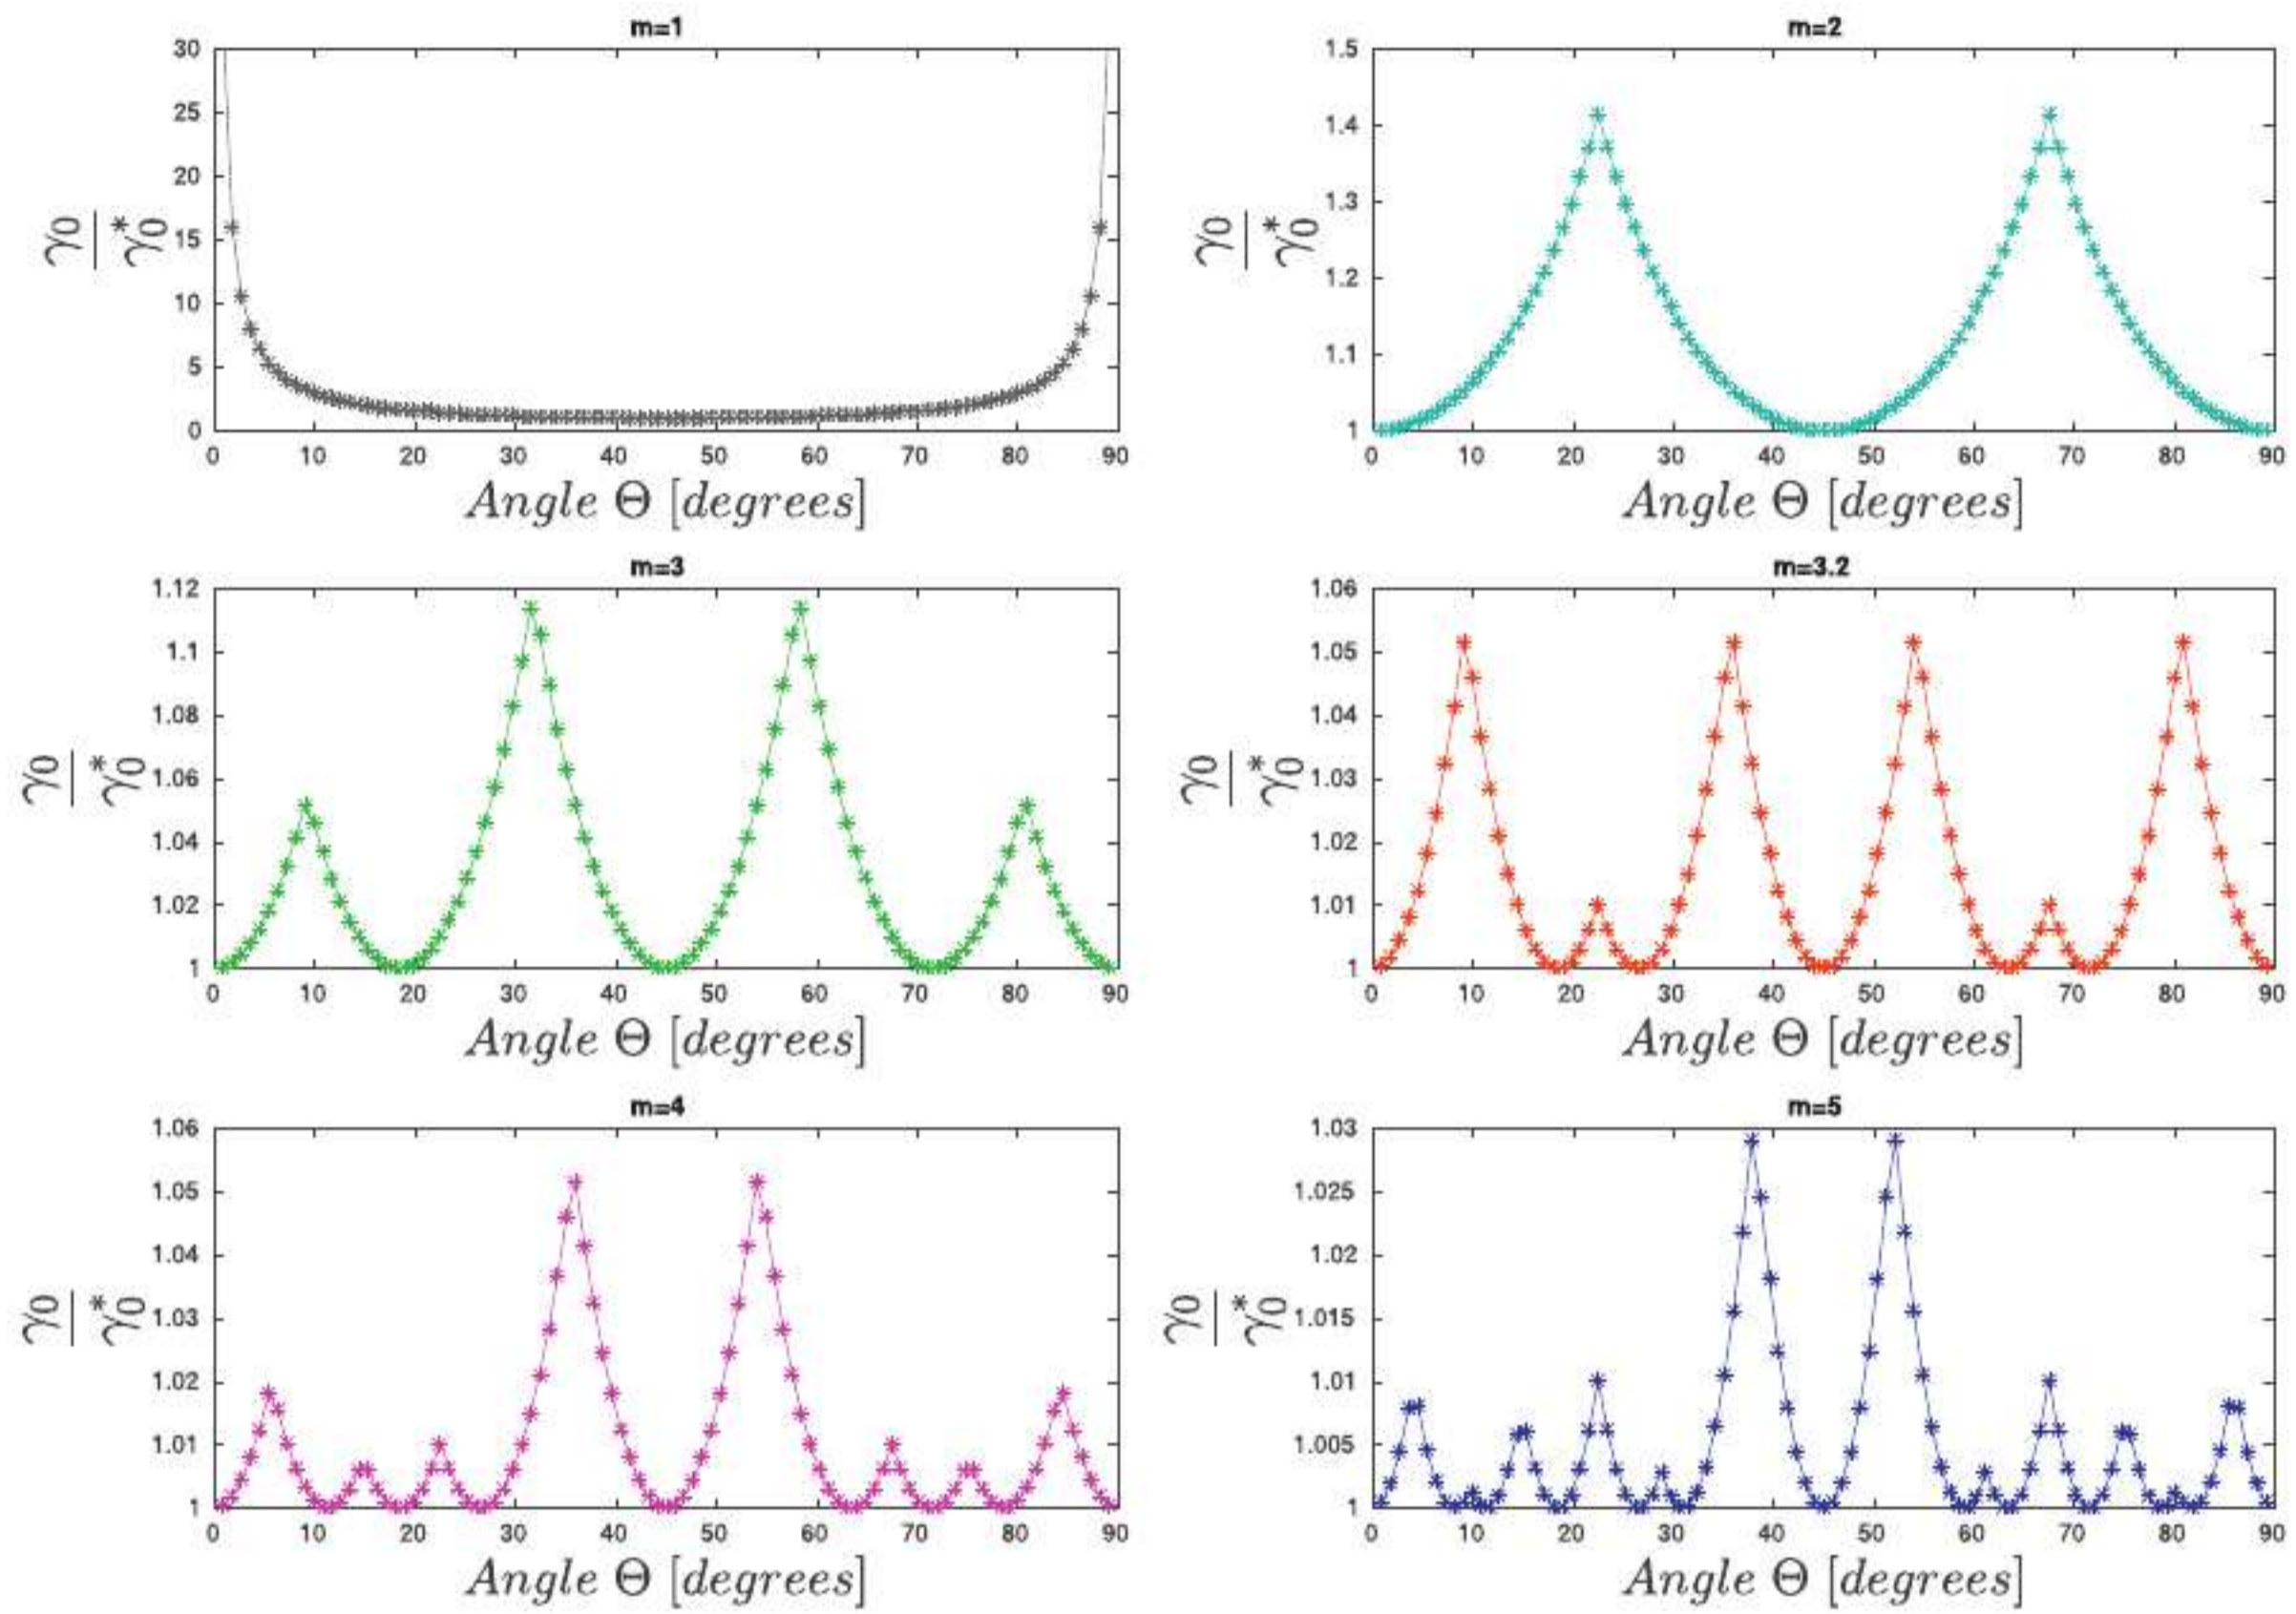 m=1
30
25
20
15
10
5
0
γ0
γ0*
0 10 20 30 40 50 60 70 80 90
Angle Θ [degrees]
m=2
1.5
1.4
1.3
1.2
1.1
1
γ0
γ0*
0 10 20 30 40 50 60 70 80 90
Angle Θ [degrees]
m=3
1.12
1.1
1.08
1.06
1.04
1.02
1
γ0
γ0*
0 10 20 30 40 50 60 70 80 90
Angle Θ [degrees]
m=3.2
1.06
1.05
1.04
1.03
1.02
1.01
1
γ0
γ0*
0 10 20 30 40 50 60 70 80 90
Angle Θ [degrees]
m=4
1.06
1.05
1.04
1.03
1.02
1.01
1
γ0
γ0*
0 10 20 30 40 50 60 70 80 90
Angle Θ [degrees]
m=5
1.03
1.025
1.02
1.015
1.01
1.005
1
γ0
γ0*
0 10 20 30 40 50 60 70 80 90
Angle Θ [degrees]